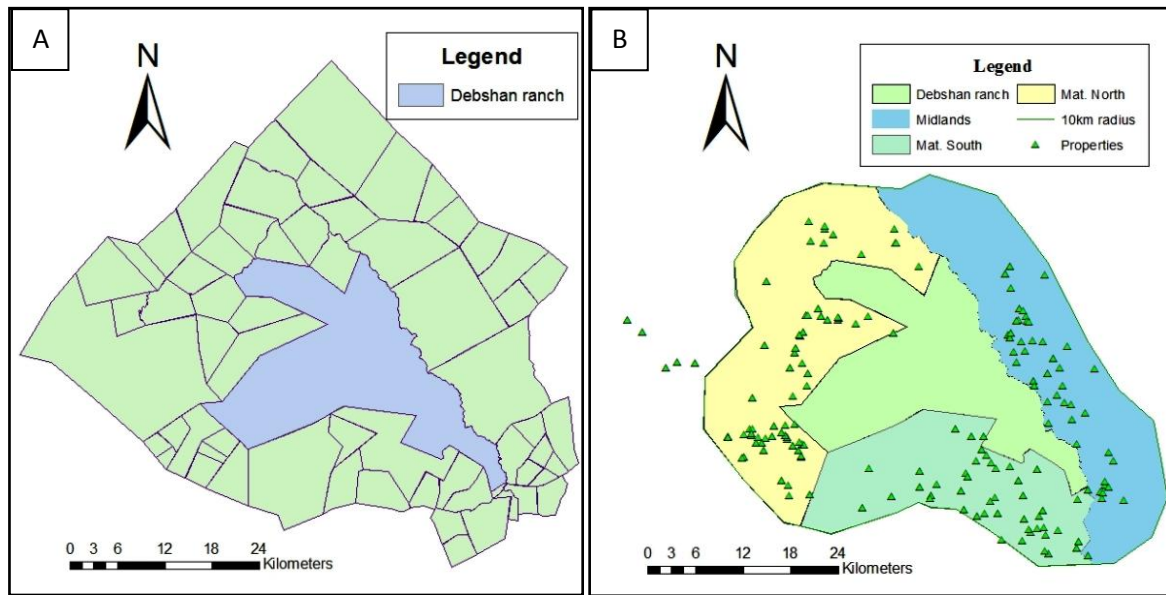 A
N
Legend
Debshan ranch
0 3 6 12 18 24
Kilometers
B
N
Legend
Debshan ranch
Mat. North
Midlands
10km radius
Mat. South
Properties
0 3 6 12 18 24
Kilometers